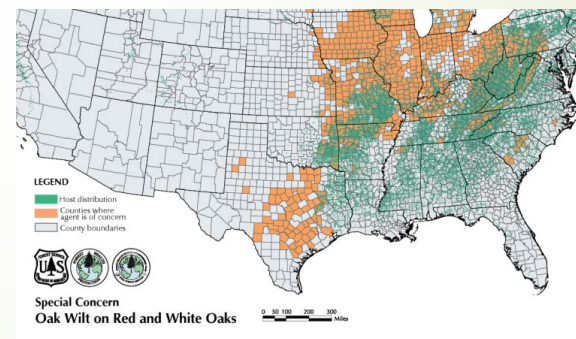 LEGEND
Host distribution
Counties where
agent is of concern
County boundaries
US
Special Concern
Oak Wilt on Red and White Oaks
0 50 100 200 300
Miles